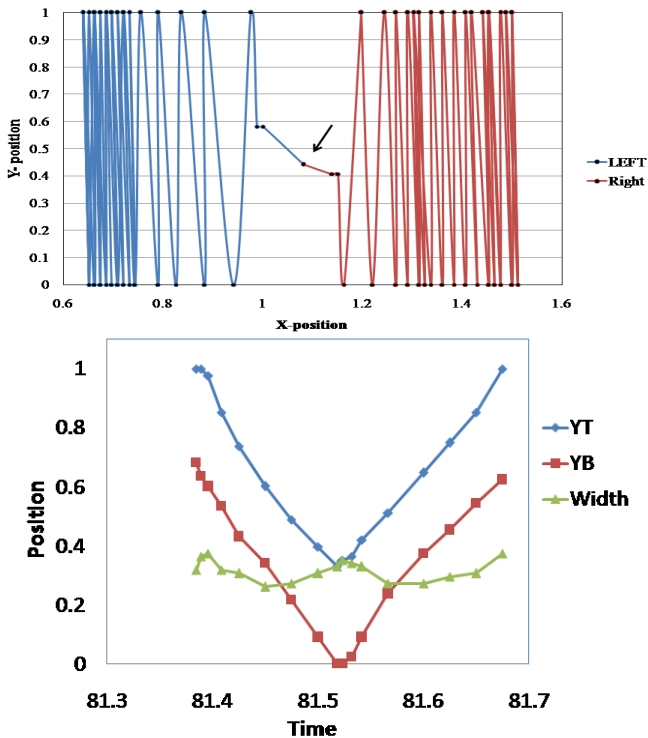 1
0.9
0.8
0.7
0.6
0.5
0.4
0.3
0.2
0.1
0
Y- position
0.6 0.8 1 1.2 1.4 1.6
X-position
LEFT
Right
1
0.8
0.6
0.4
0.2
0
Position
81.3 81.4 81.5 81.6 81.7
Time
YT
YB
Width